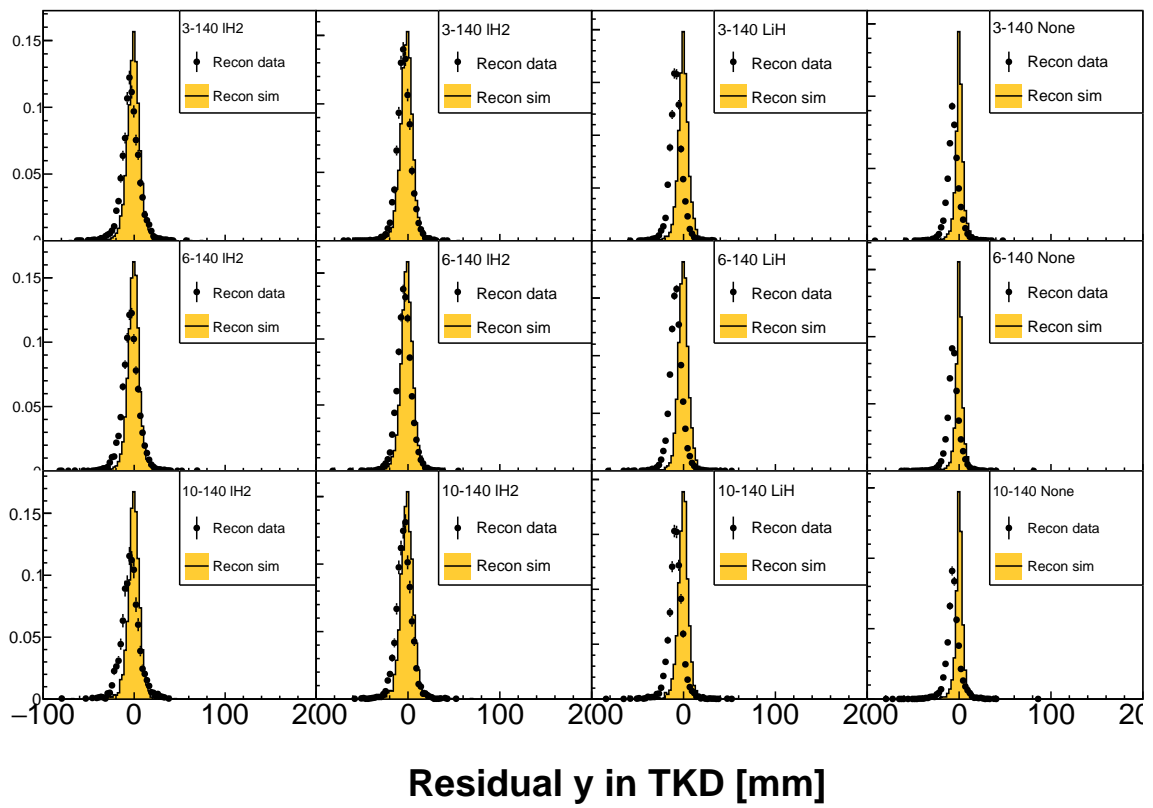 3-140 lH2
Recon data
Recon sim
3-140 lH2
Recon data
Recon sim
3-140 LiH
Recon data
Recon sim
3-140 None
Recon data
Recon sim
0.15
0.1
0.05
0
6-140 lH2
Recon data
Recon sim
6-140 lH2
Recon data
Recon sim
6-140 LiH
Recon data
Recon sim
6-140 None
Recon data
Recon sim
0.15
0.1
0.05
0
10-140 lH2
Recon data
Recon sim
10-140 lH2
Recon data
Recon sim
10-140 LiH
Recon data
Recon sim
10-140 None
Recon data
Recon sim
0.15
0.1
0.05
0
−100 0 100 200 0 100 200 0 100 200 0 100 20
Residual y in TKD [mm]